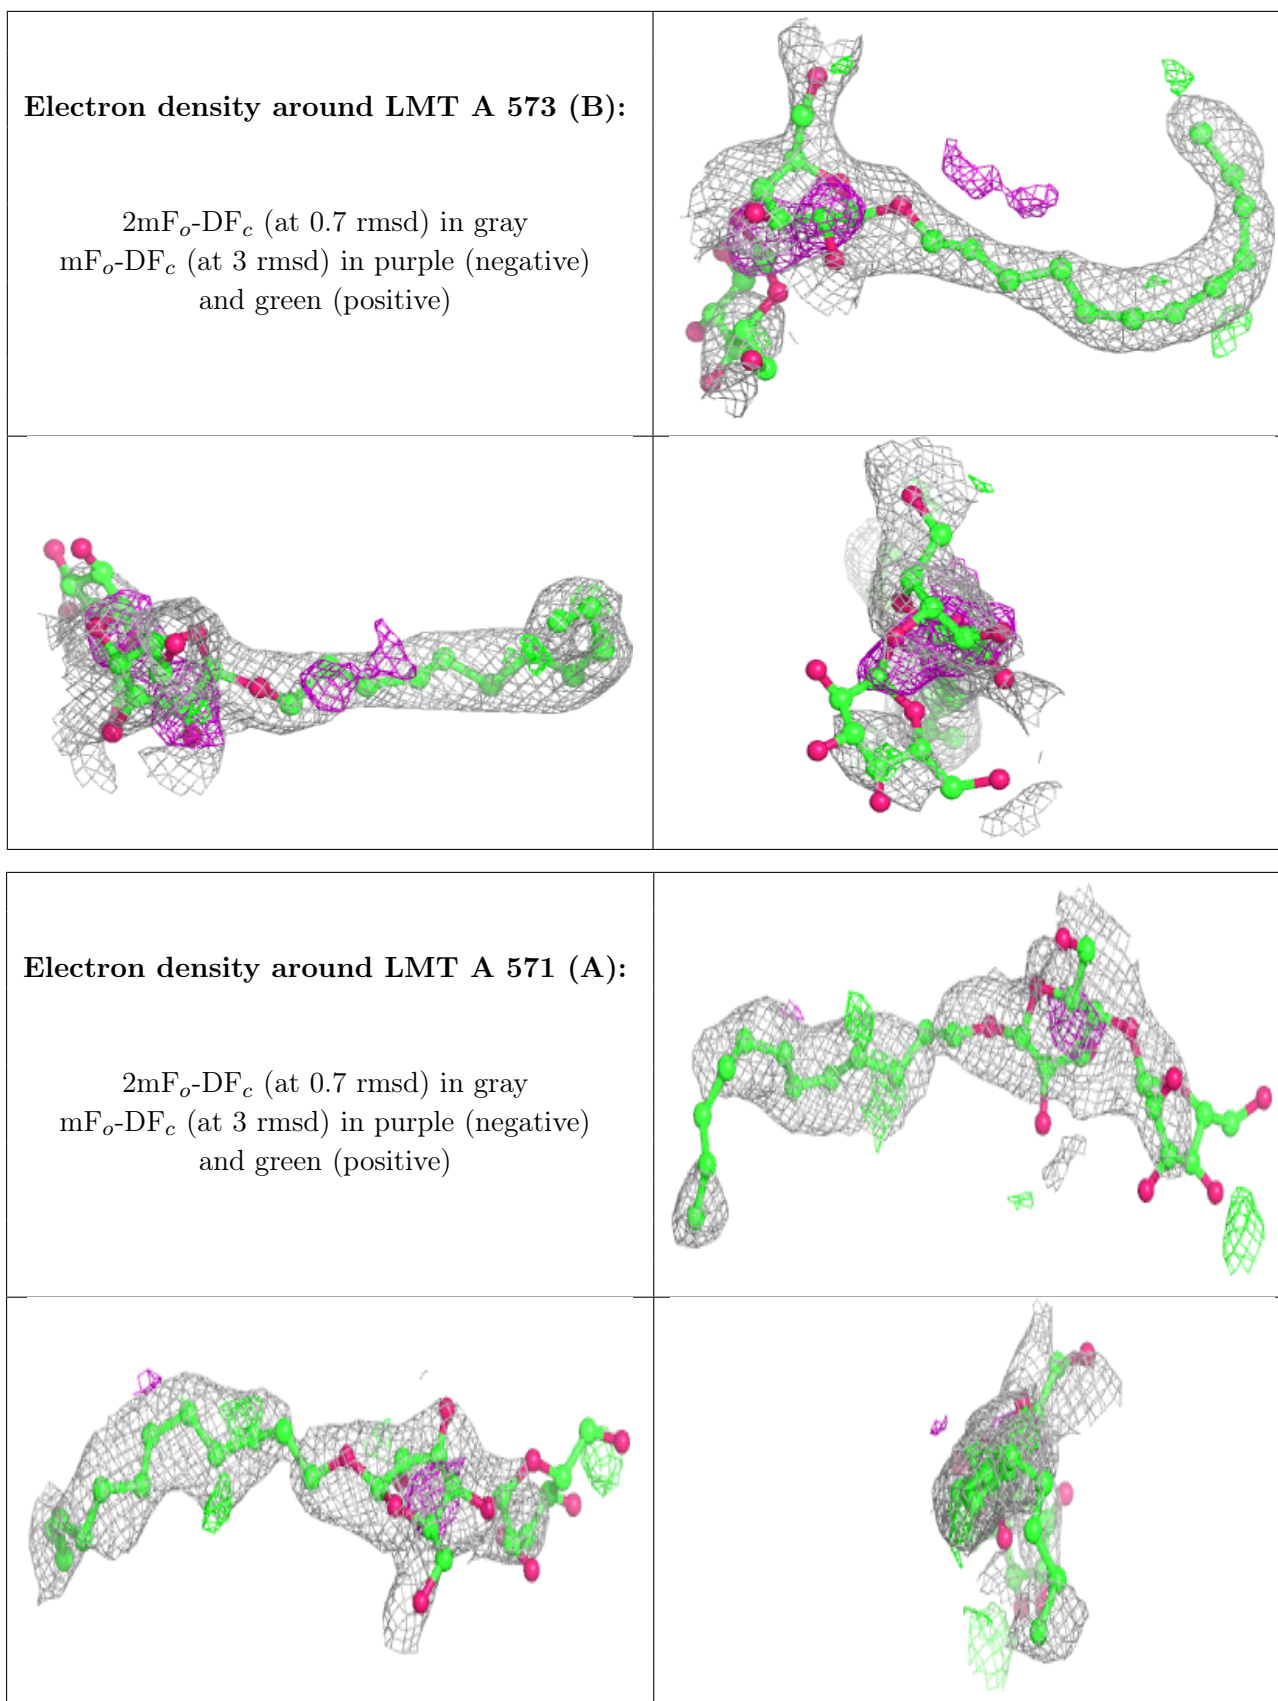 Electron density around LMT A 573 (B):
2mFo-DFc (at 0.7 rmsd) in gray
mFo-DFc (at 3 rmsd) in purple (negative)
and green (positive)
Electron density around LMT A 571 (A):
2mFo-DFc (at 0.7 rmsd) in gray
mFo-DFc (at 3 rmsd) in purple (negative)
and green (positive)